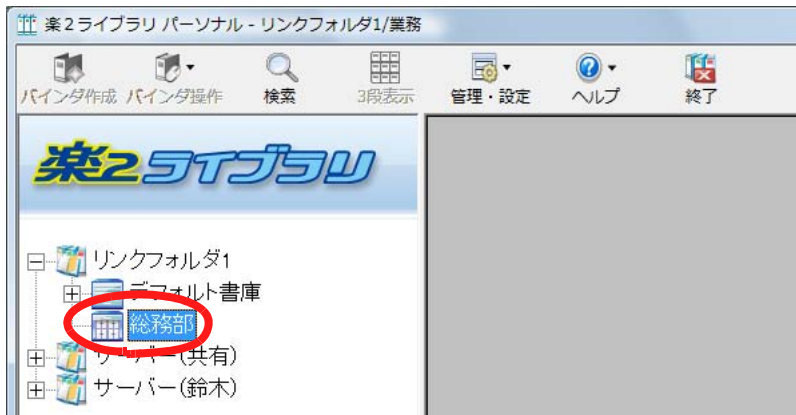 楽2ライブラリ パーソナル - リンクフォルダ1/業務
バインダ作成 バインダ操作 検索 3段表示 管理・設定 ヘルプ 終了
楽2ライブラリ
リンクフォルダ1
デフォルト書庫
総務部
サーバー(共有)
サーバー(鈴木)